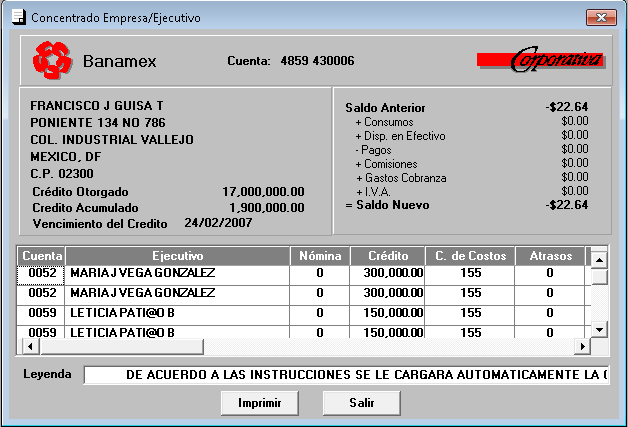 Concentrado Empresa/Ejecutivo
Banamex
Cuenta: 4859 430006
Corporativa
FRANCISCO J GUISA T
PONIENTE 134 NO 786
COL. INDUSTRIAL VALLEJO
MEXICO, DF
C.P. 02300
Crédito Otorgado 17,000,000.00
Credito Acumulado 1,900,000.00
Vencimiento del Credito 24/02/2007
Saldo Anterior -$22.64
+ Consumos $0.00
+ Disp. en Efectivo $0.00
- Pagos $0.00
+ Comisiones $0.00
+ Gastos Cobranza $0.00
+ I.V.A. $0.00
= Saldo Nuevo -$22.64
Cuenta Ejecutivo Nómina Crédito C. de Costos Atrasos
0052 MARIA J VEGA GONZALEZ 0 300,000.00 155 0
0052 MARIA J VEGA GONZALEZ 0 300,000.00 155 0
0059 LETICIA PATI@O B 0 150,000.00 155 0
0059 LETICIA PATI@O B 0 150,000.00 155 0
Leyenda DE ACUERDO A LAS INSTRUCCIONES SE LE CARGARA AUTOMATICAMENTE LA
Imprimir Salir